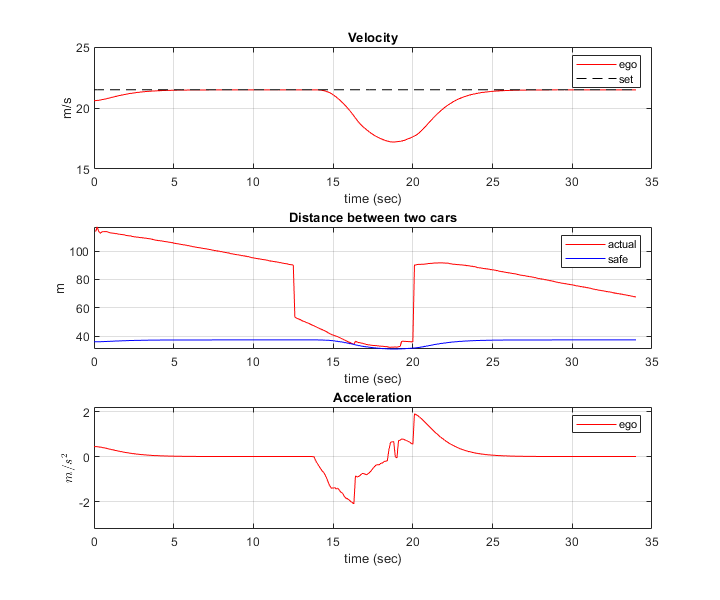 Velocity
25
20
15
m/s
ego
set
0 5 10 15 20 25 30 35
time (sec)
Distance between two cars
100
80
60
40
m
actual
safe
0 5 10 15 20 25 30 35
time (sec)
Acceleration
2
0
-2
m/s²
ego
0 5 10 15 20 25 30 35
time (sec)